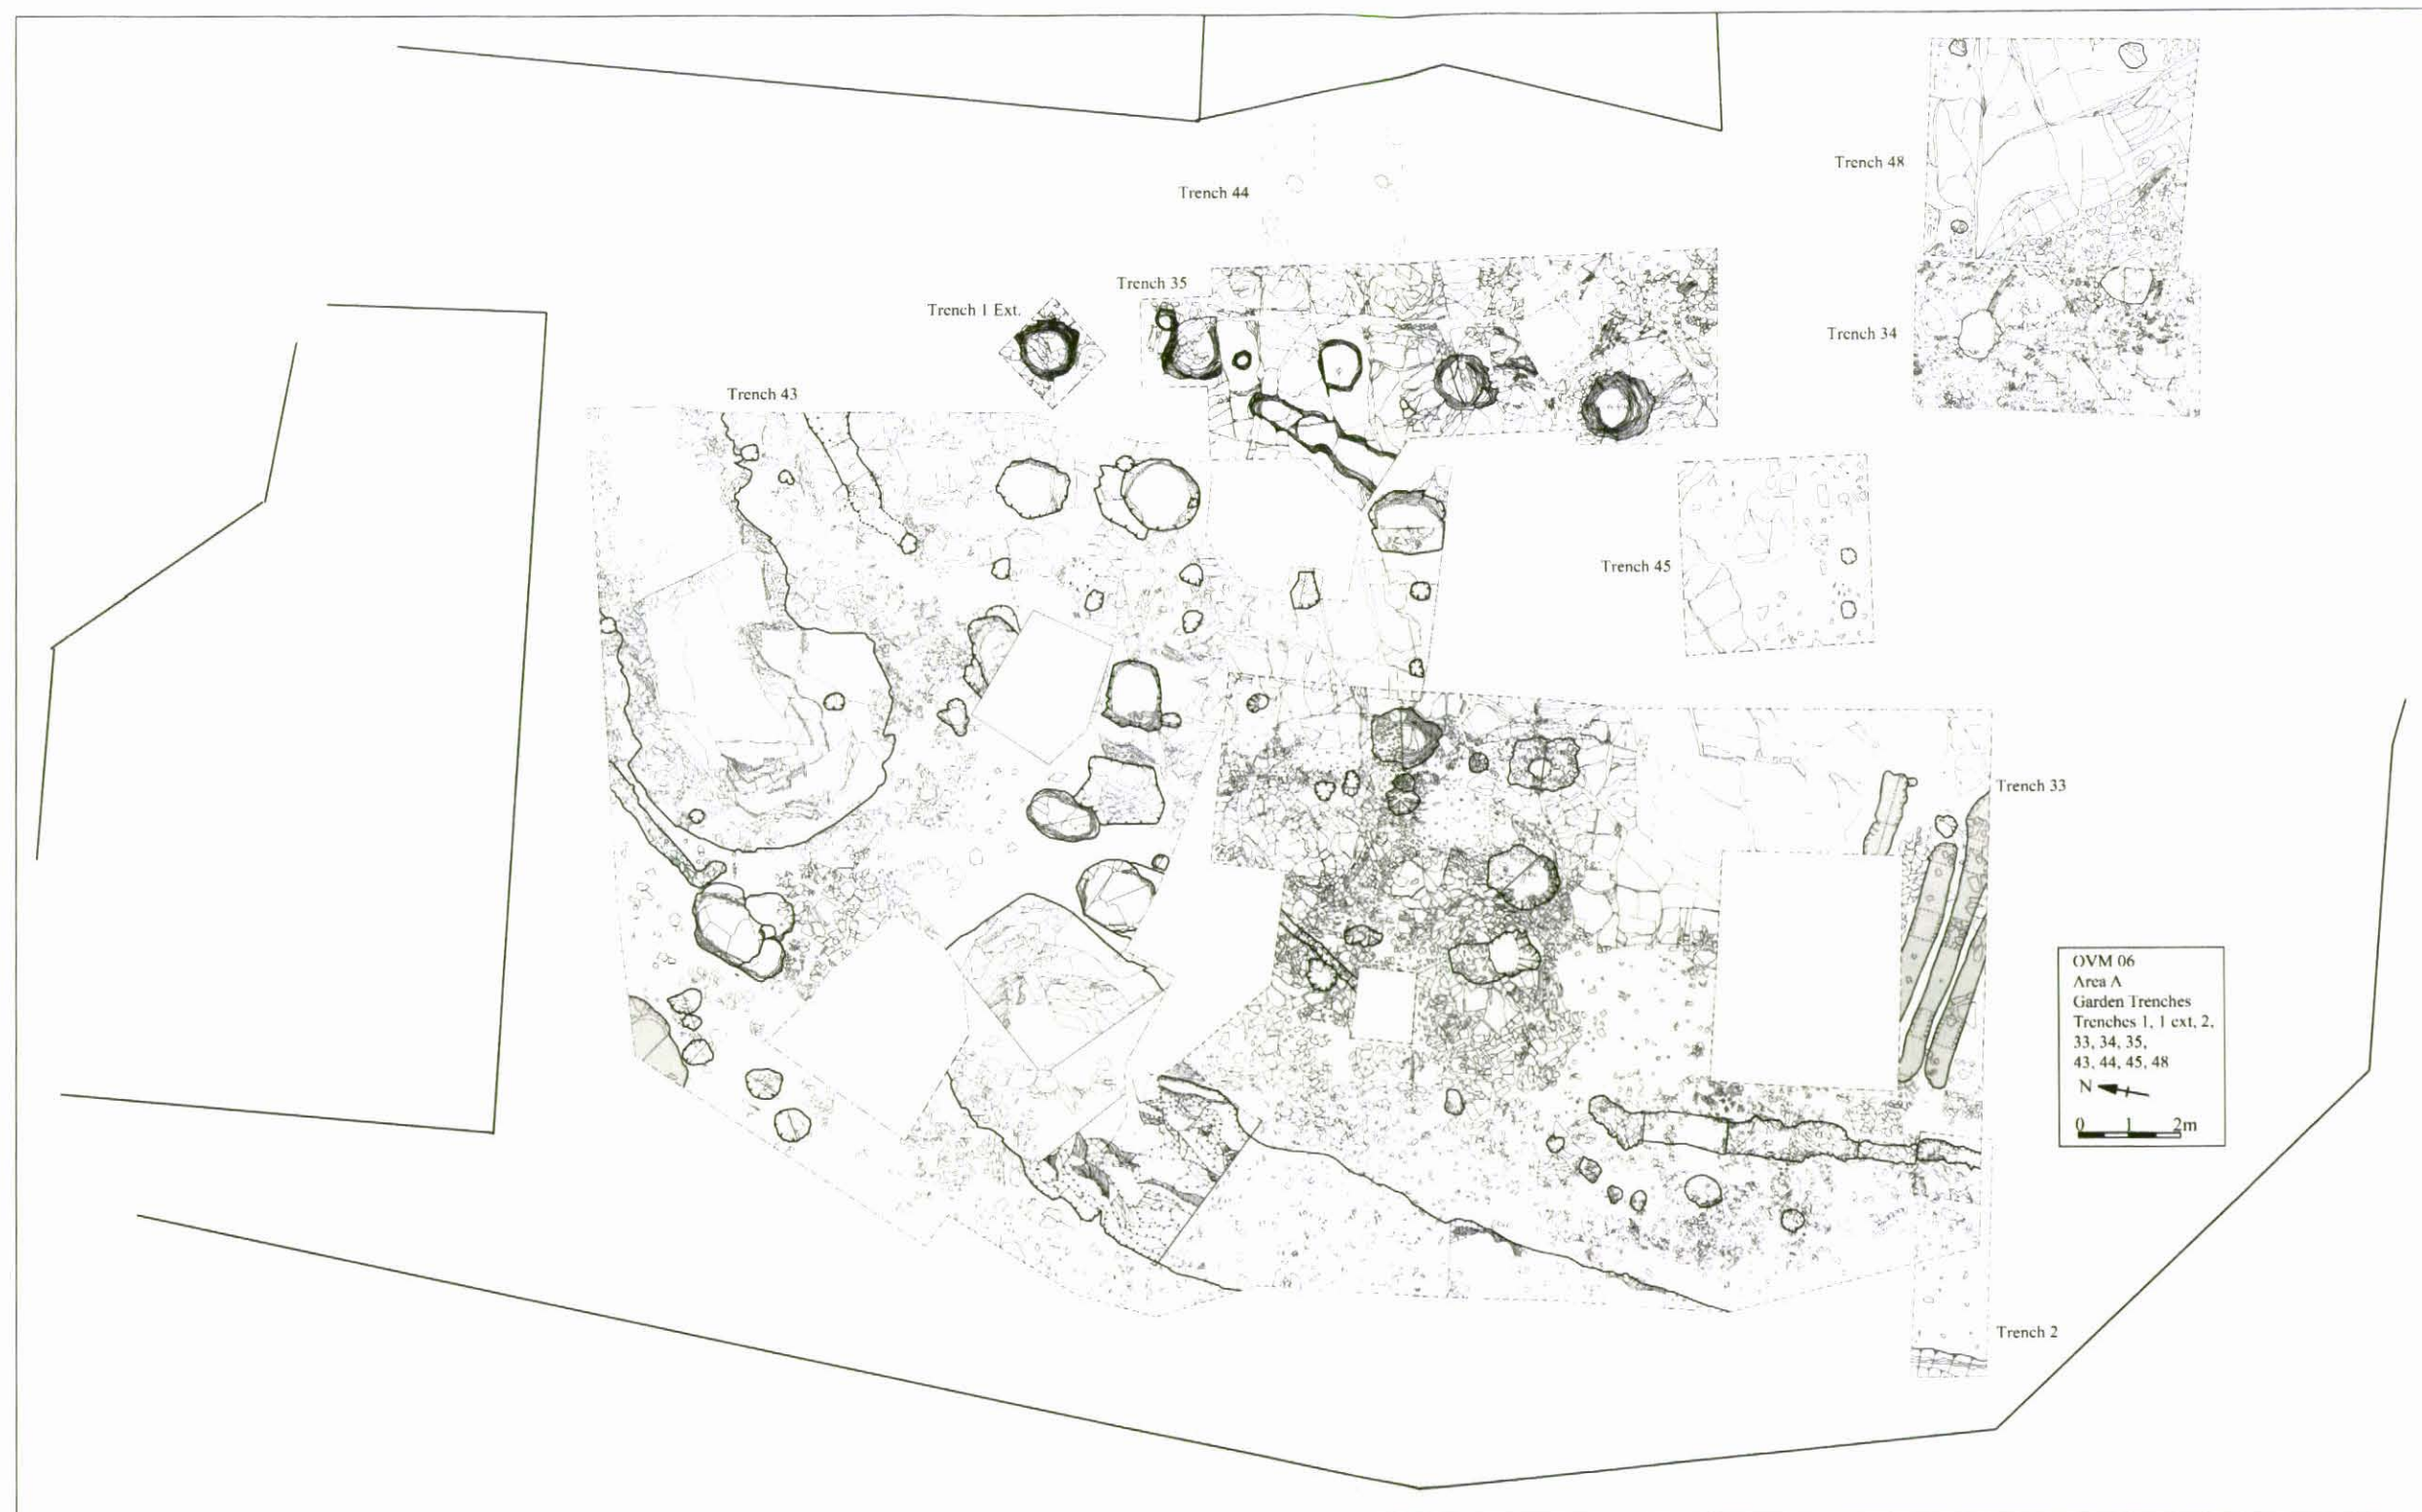 Trench 48
Trench 44
Trench 35
Trench 1 Ext.
Trench 34
Trench 43
Trench 45
Trench 33
OVM 06
Area A
Garden Trenches
Trenches 1, 1 ext, 2,
33, 34, 35,
43, 44, 45, 48
N
0 1 2m
Trench 2